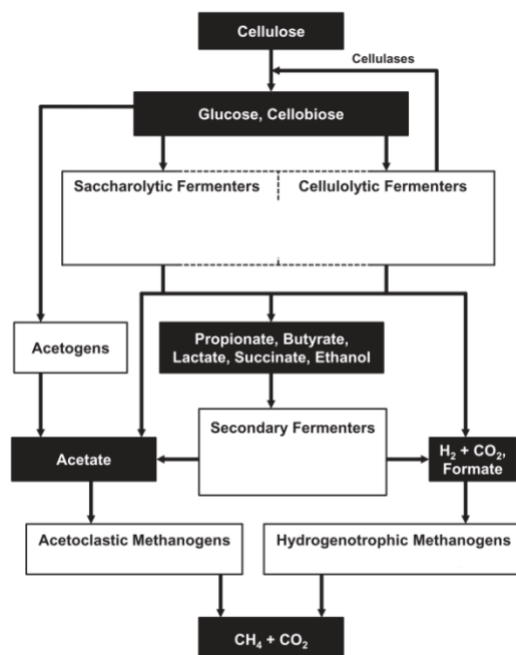 Cellulose
Cellulases
Glucose, Cellobiose
Saccharolytic Fermenters
Cellulolytic Fermenters
Acetogens
Propionate, Butyrate,
Lactate, Succinate, Ethanol
Secondary Fermenters
Acetate
H₂ + CO₂,
Formate
Acetoclastic Methanogens
Hydrogenotrophic Methanogens
CH₄ + CO₂